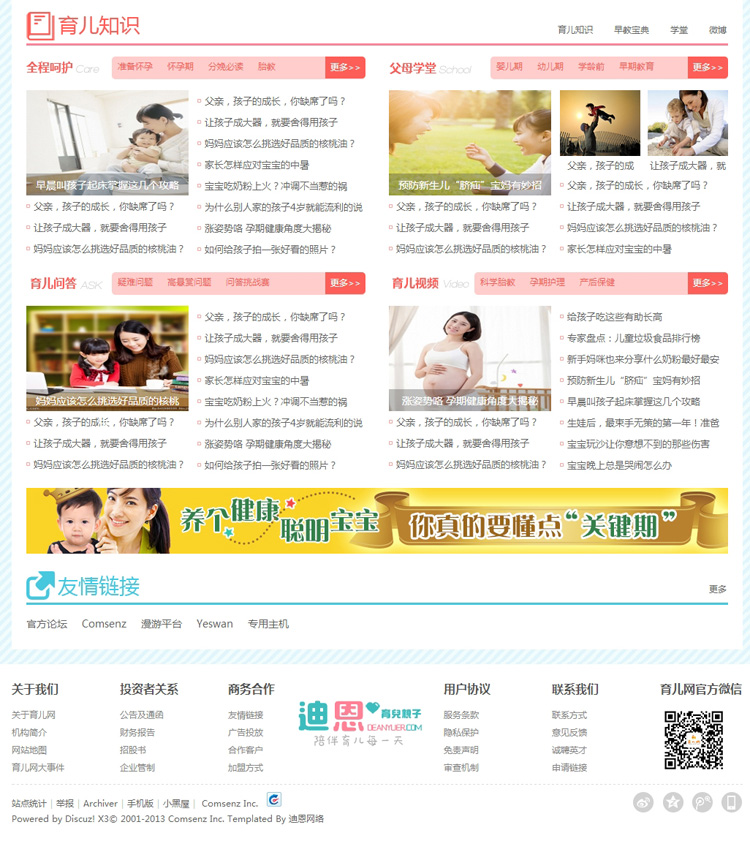 育儿知识
育儿知识 早教宝典 学堂 微博
全程呵护 Care 准备怀孕 怀孕期 分娩必读 胎教 更多>>
父亲，孩子的成长，你缺席了吗？
让孩子成大器，就要舍得用孩子
妈妈应该怎么挑选好品质的核桃油？
家长怎样应对宝宝的中暑
宝宝吃奶粉上火？冲调不当惹的祸
为什么别人家的孩子4岁就能流利的说
涨姿势咯 孕期健康角度大揭秘
如何给孩子拍一张好看的照片？
早晨叫孩子起床掌握这几个攻略
父亲，孩子的成长，你缺席了吗？
让孩子成大器，就要舍得用孩子
妈妈应该怎么挑选好品质的核桃油？
父母学堂 School 婴儿期 幼儿期 学龄前 早期教育 更多>>
预防新生儿“脐疝”宝妈有妙招
父亲，孩子的成长，你缺席了吗？
让孩子成大器，就要舍得用孩子
妈妈应该怎么挑选好品质的核桃油？
父亲，孩子的成 让孩子成大器，就
父亲，孩子的成长，你缺席了吗？
让孩子成大器，就要舍得用孩子
妈妈应该怎么挑选好品质的核桃油？
家长怎样应对宝宝的中暑
育儿问答 ASK 疑难问题 高悬赏问题 问答挑战赛 更多>>
父亲，孩子的成长，你缺席了吗？
让孩子成大器，就要舍得用孩子
妈妈应该怎么挑选好品质的核桃油？
家长怎样应对宝宝的中暑
宝宝吃奶粉上火？冲调不当惹的祸
为什么别人家的孩子4岁就能流利的说
涨姿势咯 孕期健康角度大揭秘
如何给孩子拍一张好看的照片？
妈妈应该怎么挑选好品质的核桃
父亲，孩子的成长，你缺席了吗？
让孩子成大器，就要舍得用孩子
妈妈应该怎么挑选好品质的核桃油？
育儿视频 Video 科学胎教 孕期护理 产后保健 更多>>
涨姿势咯 孕期健康角度大揭秘
父亲，孩子的成长，你缺席了吗？
让孩子成大器，就要舍得用孩子
妈妈应该怎么挑选好品质的核桃油？
给孩子吃这些有助长高
专家盘点：儿童垃圾食品排行榜
新手妈咪也来分享什么奶粉最好最安
预防新生儿“脐疝”宝妈有妙招
早晨叫孩子起床掌握这几个攻略
生娃后，最束手无策的第一年！准爸
宝宝玩沙让你意想不到的那些伤害
宝宝晚上总是哭闹怎么办
养个健康聪明宝宝 你真的要懂点“关键期”
友情链接
更多
官方论坛 Comsenz 漫游平台 Yeswan 专用主机
关于我们
关于育儿网
机构简介
网站地图
育儿网大事件
投资者关系
公告及通函
财务报告
招股书
企业管制
商务合作
友情链接
广告投放
合作客户
加盟方式
迪恩 育兒親子
DEANYUER.COM
陪伴育儿每一天
用户协议
服务条款
隐私保护
免责声明
审查机制
联系我们
联系方式
意见反馈
诚聘英才
申请链接
育儿网官方微信
站点统计 | 举报 | Archiver | 手机版 | 小黑屋 | Comsenz Inc.
Powered by Discuz! X3© 2001-2013 Comsenz Inc. Templated By 迪恩网络